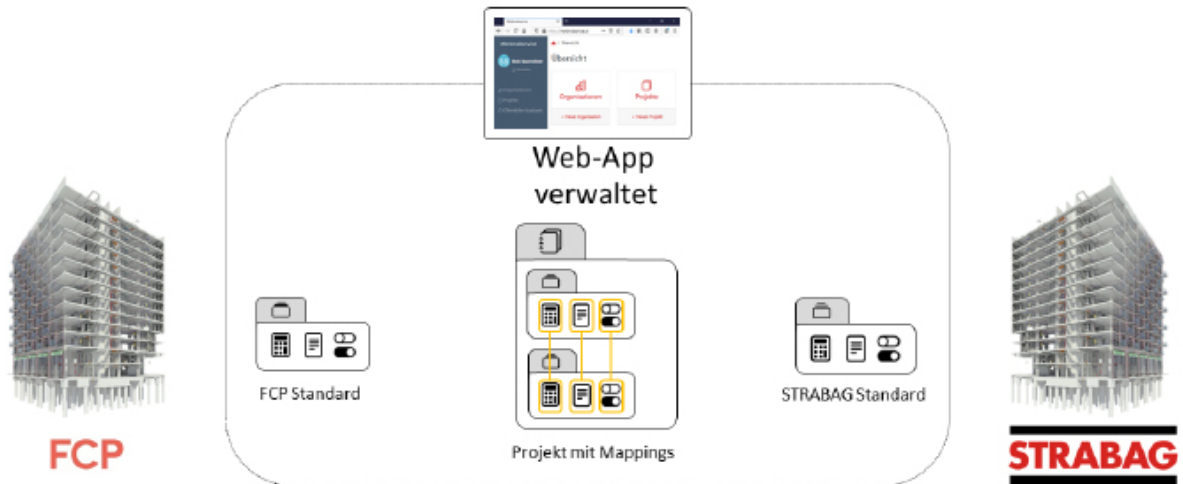 Übersicht
Organisationen
Projekte
Web-App
verwaltet
FCP Standard
STRABAG Standard
Projekt mit Mappings
FCP
STRABAG